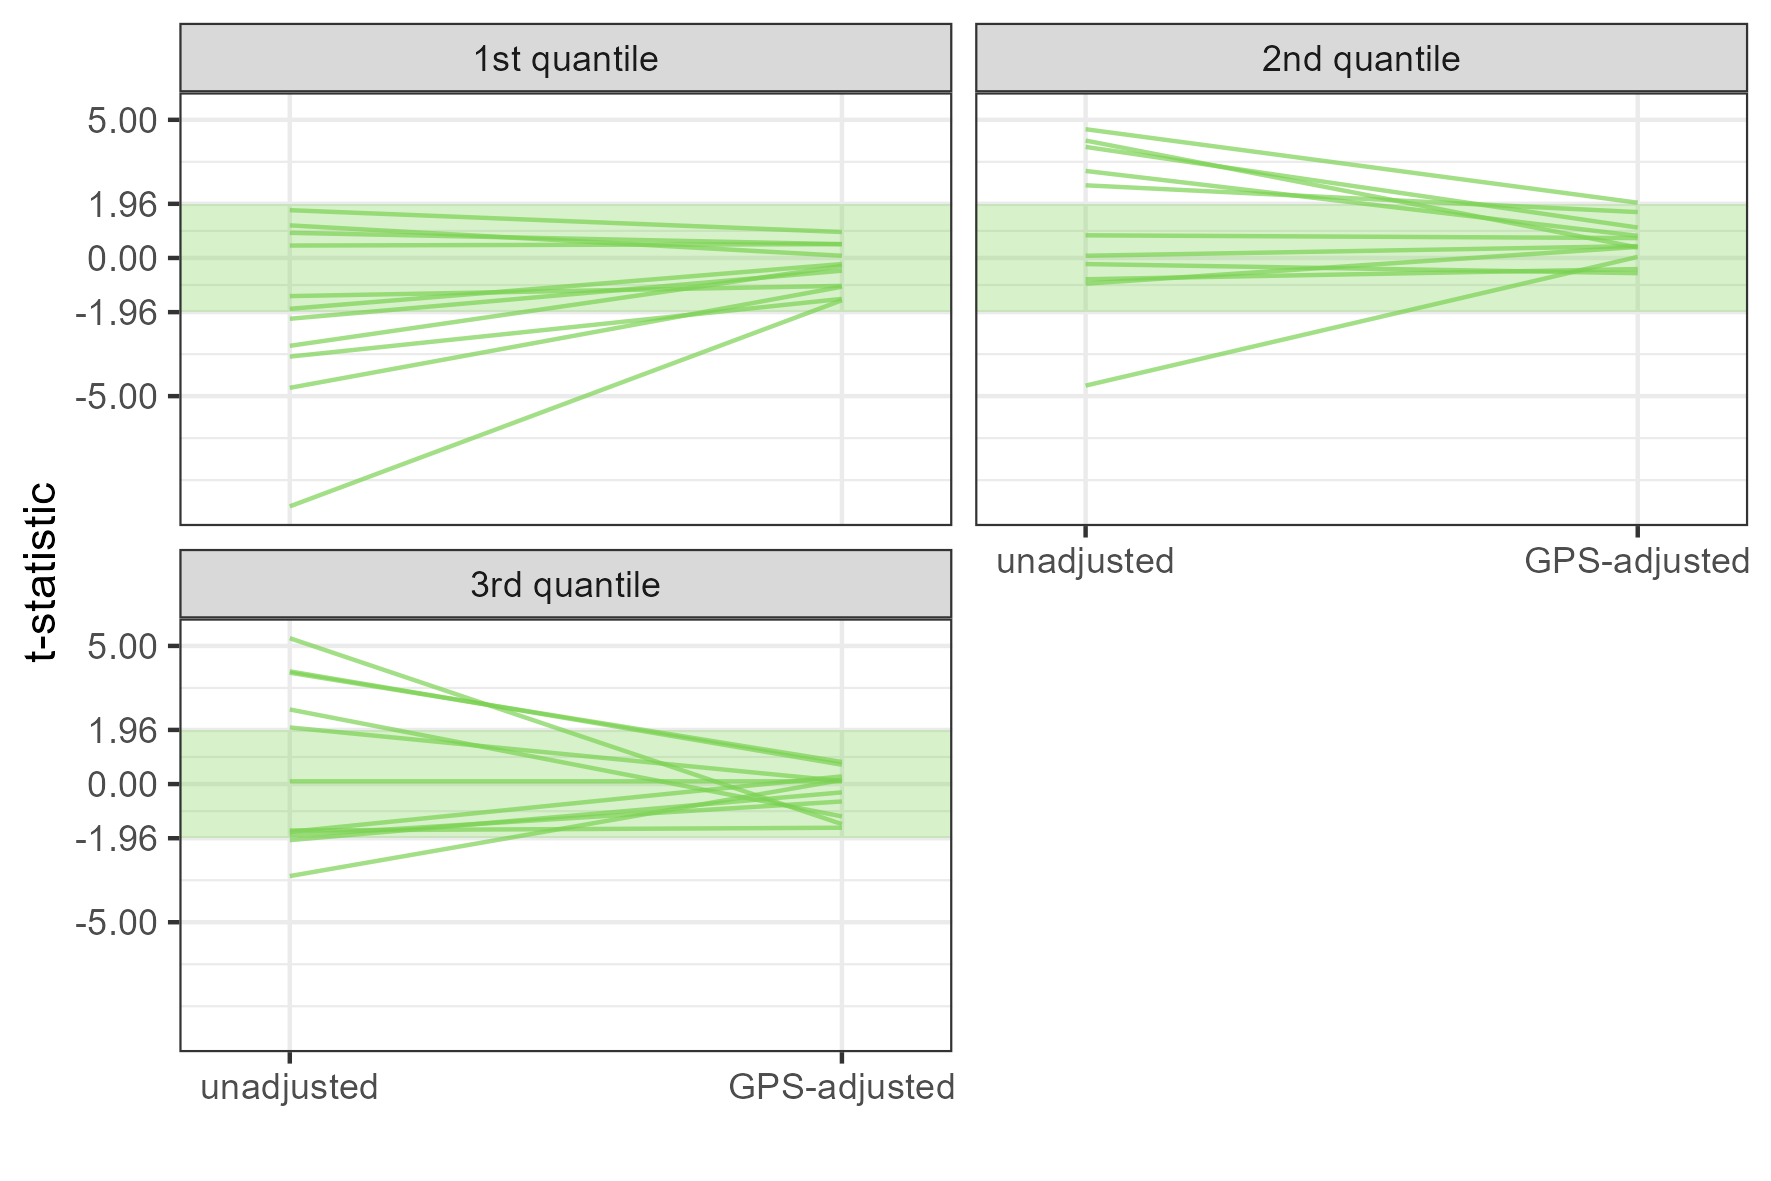 1st quantile
2nd quantile
5.00
1.96
0.00
-1.96
-5.00
unadjusted
GPS-adjusted
t-statistic
3rd quantile
5.00
1.96
0.00
-1.96
-5.00
unadjusted
GPS-adjusted